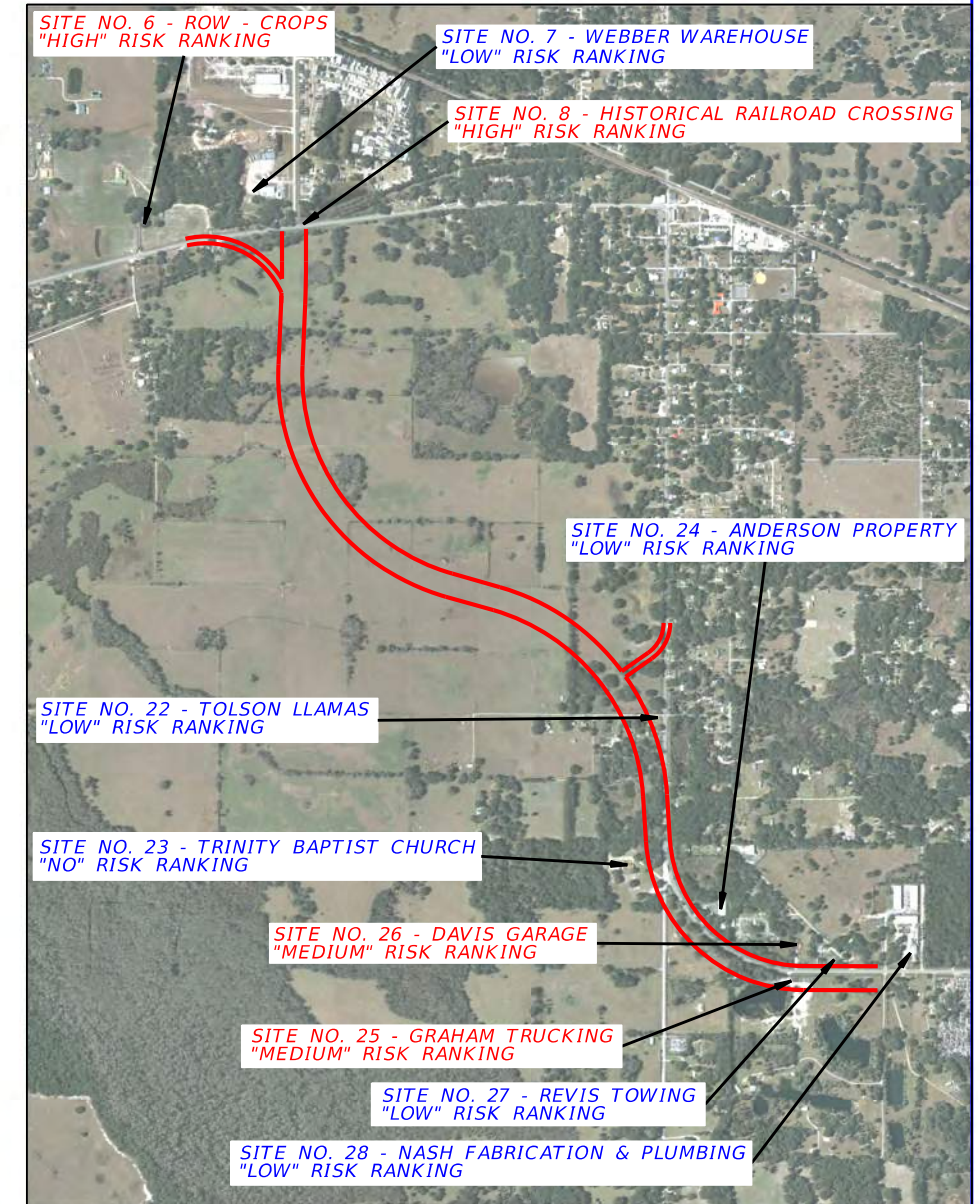 SITE NO. 6 - ROW - CROPS
"HIGH" RISK RANKING
SITE NO. 7 - WEBBER WAREHOUSE
"LOW" RISK RANKING
SITE NO. 8 - HISTORICAL RAILROAD CROSSING
"HIGH" RISK RANKING
SITE NO. 24 - ANDERSON PROPERTY
"LOW" RISK RANKING
SITE NO. 22 - TOLSON LLAMAS
"LOW" RISK RANKING
SITE NO. 23 - TRINITY BAPTIST CHURCH
"NO" RISK RANKING
SITE NO. 26 - DAVIS GARAGE
"MEDIUM" RISK RANKING
SITE NO. 25 - GRAHAM TRUCKING
"MEDIUM" RISK RANKING
SITE NO. 27 - REVIS TOWING
"LOW" RISK RANKING
SITE NO. 28 - NASH FABRICATION & PLUMBING
"LOW" RISK RANKING